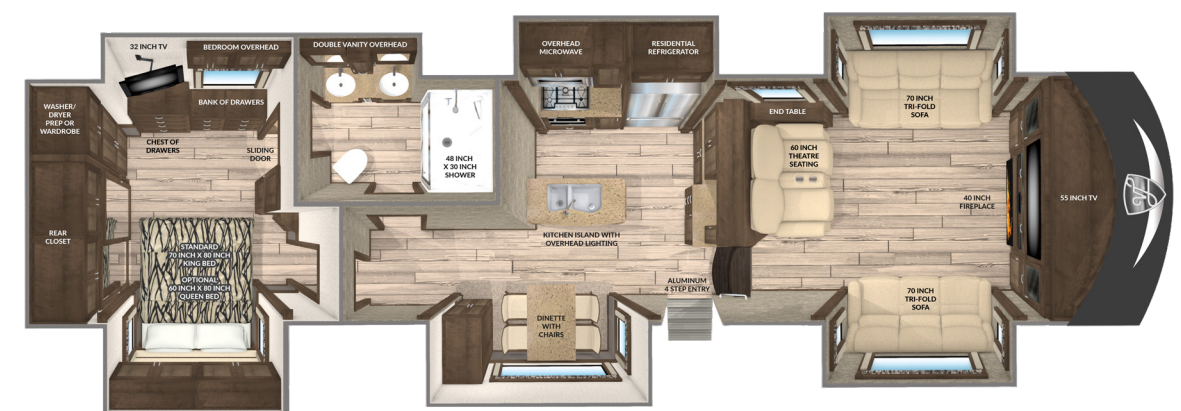 32 INCH TV
BEDROOM OVERHEAD
BANK OF DRAWERS
WASHER/
DRYER
PREP OR
WARDROBE
CHEST OF
DRAWERS
SLIDING
DOOR
REAR
CLOSET
STANDARD
70 INCH X 80 INCH
KING BED
OPTIONAL
60 INCH X 80 INCH
QUEEN BED
DOUBLE VANITY OVERHEAD
48 INCH
X 30 INCH
SHOWER
OVERHEAD
MICROWAVE
RESIDENTIAL
REFRIGERATOR
KITCHEN ISLAND WITH
OVERHEAD LIGHTING
DINETTE
WITH
CHAIRS
ALUMINUM
4 STEP ENTRY
END TABLE
60 INCH
THEATRE
SEATING
70 INCH
TRI-FOLD
SOFA
40 INCH
FIREPLACE
55 INCH TV
70 INCH
TRI-FOLD
SOFA